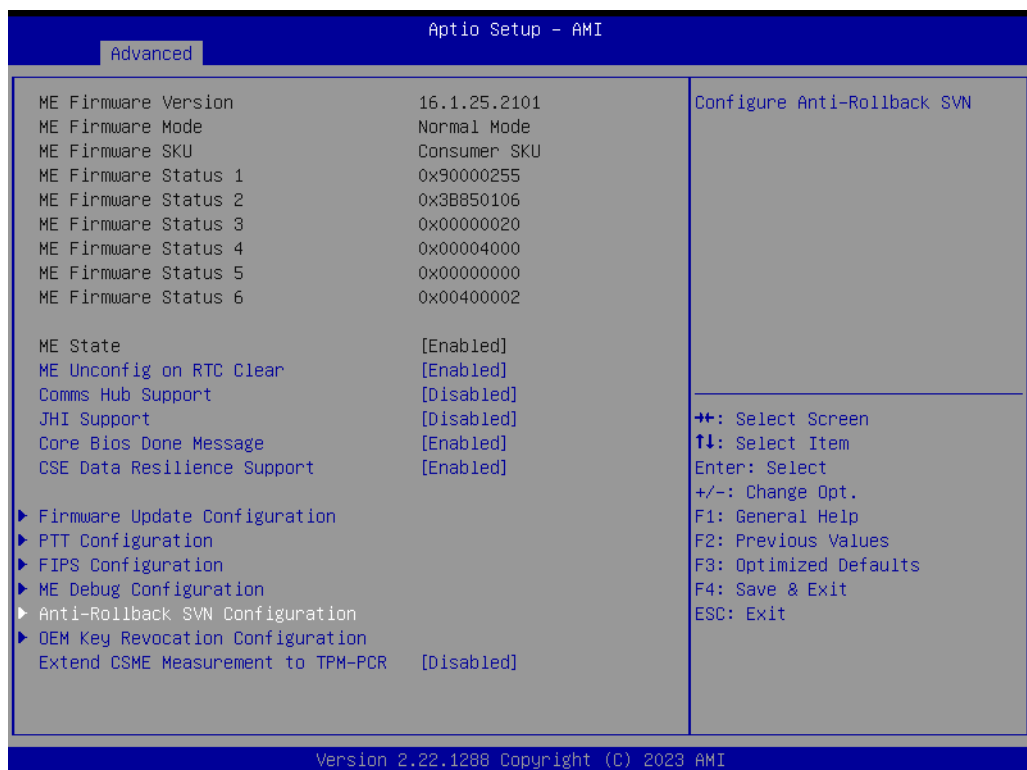 Aptio Setup - AMI
Advanced
ME Firmware Version 16.1.25.2101
ME Firmware Mode Normal Mode
ME Firmware SKU Consumer SKU
ME Firmware Status 1 0x90000255
ME Firmware Status 2 0x3B850106
ME Firmware Status 3 0x00000020
ME Firmware Status 4 0x00004000
ME Firmware Status 5 0x00000000
ME Firmware Status 6 0x00400002
ME State [Enabled]
ME Unconfig on RTC Clear [Enabled]
Comms Hub Support [Disabled]
JHI Support [Disabled]
Core Bios Done Message [Enabled]
CSE Data Resilience Support [Enabled]
Firmware Update Configuration
PTT Configuration
FIPS Configuration
ME Debug Configuration
Anti-Rollback SVN Configuration
OEM Key Revocation Configuration
Extend CSME Measurement to TPM-PCR [Disabled]
Configure Anti-Rollback SVN
→←: Select Screen
↑↓: Select Item
Enter: Select
+/-: Change Opt.
F1: General Help
F2: Previous Values
F3: Optimized Defaults
F4: Save & Exit
ESC: Exit
Version 2.22.1288 Copyright (C) 2023 AMI